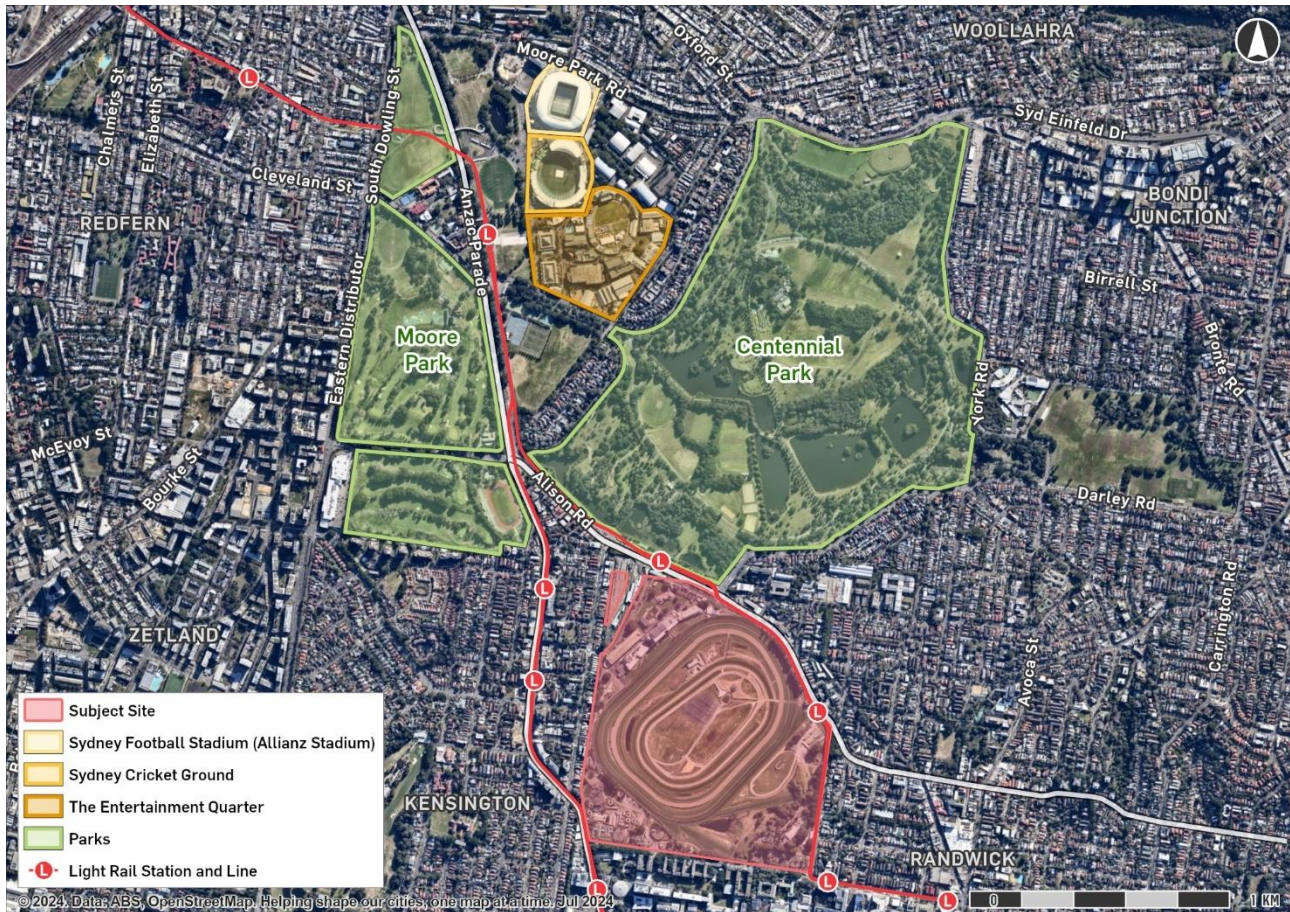 WOOLLAHRA
Oxford St
Moore Park Rd
Chalmers St
Elizabeth St
South Dowling St
Syd Einfeld Dr
Cleveland St
BONDI
JUNCTION
REDFERN
Anzac Parade
Birrell St
Eastern Distributor
Moore
Park
Centennial
Park
Bronte Rd
York Rd
McEvoy St
Bourke St
Alison Rd
Darley Rd
Carrington Rd
ZETLAND
Avoca St
L
L
L
L
L
L
L
L
L
Subject Site
Sydney Football Stadium (Allianz Stadium)
Sydney Cricket Ground
The Entertainment Quarter
Parks
L Light Rail Station and Line
KENSINGTON
RANDWICK
© 2024. Data: ABS, OpenStreetMap. Helping shape our cities, one map at a time. Jul 2024
0 1 KM